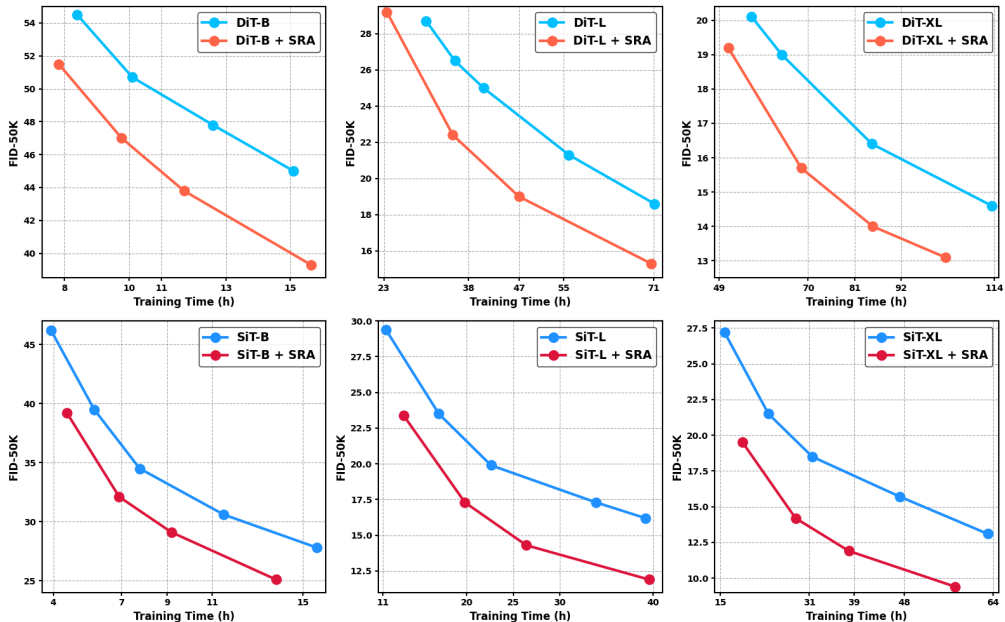 DiT-B
DiT-B + SRA
54
52
50
48
46
44
42
40
FID-50K
8 10 11 13 15
Training Time (h)
DiT-L
DiT-L + SRA
28
26
24
22
20
18
16
FID-50K
23 38 47 55 71
Training Time (h)
DiT-XL
DiT-XL + SRA
20
19
18
17
16
15
14
13
FID-50K
49 70 81 92 114
Training Time (h)
SiT-B
SiT-B + SRA
45
40
35
30
25
FID-50K
4 7 9 11 15
Training Time (h)
SiT-L
SiT-L + SRA
30.0
27.5
25.0
22.5
20.0
17.5
15.0
12.5
FID-50K
11 20 25 30 40
Training Time (h)
SiT-XL
SiT-XL + SRA
27.5
25.0
22.5
20.0
17.5
15.0
12.5
10.0
FID-50K
15 31 39 48 64
Training Time (h)